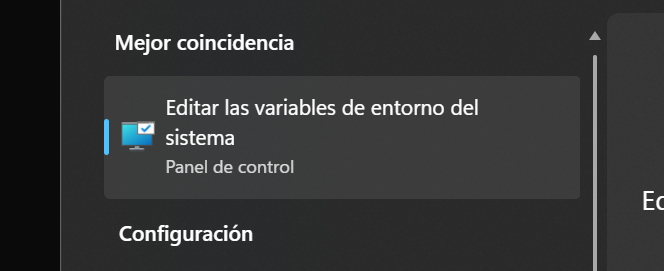 Mejor coincidencia
Editar las variables de entorno del
sistema
Panel de control
Configuración